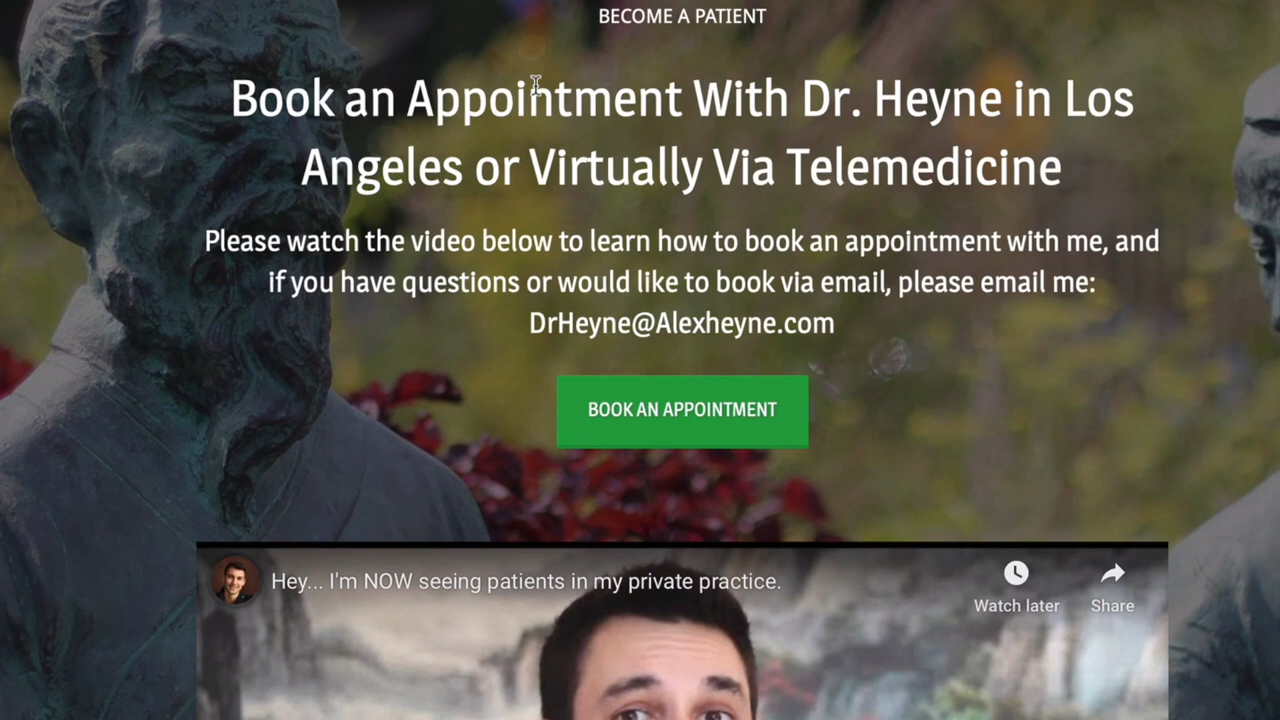 BECOME A PATIENT
Book an Appointment With Dr. Heyne in Los
Angeles or Virtually Via Telemedicine
Please watch the video below to learn how to book an appointment with me, and
if you have questions or would like to book via email, please email me:
DrHeyne@Alexheyne.com
BOOK AN APPOINTMENT
Hey... I'm NOW seeing patients in my private practice.
Watch later
Share